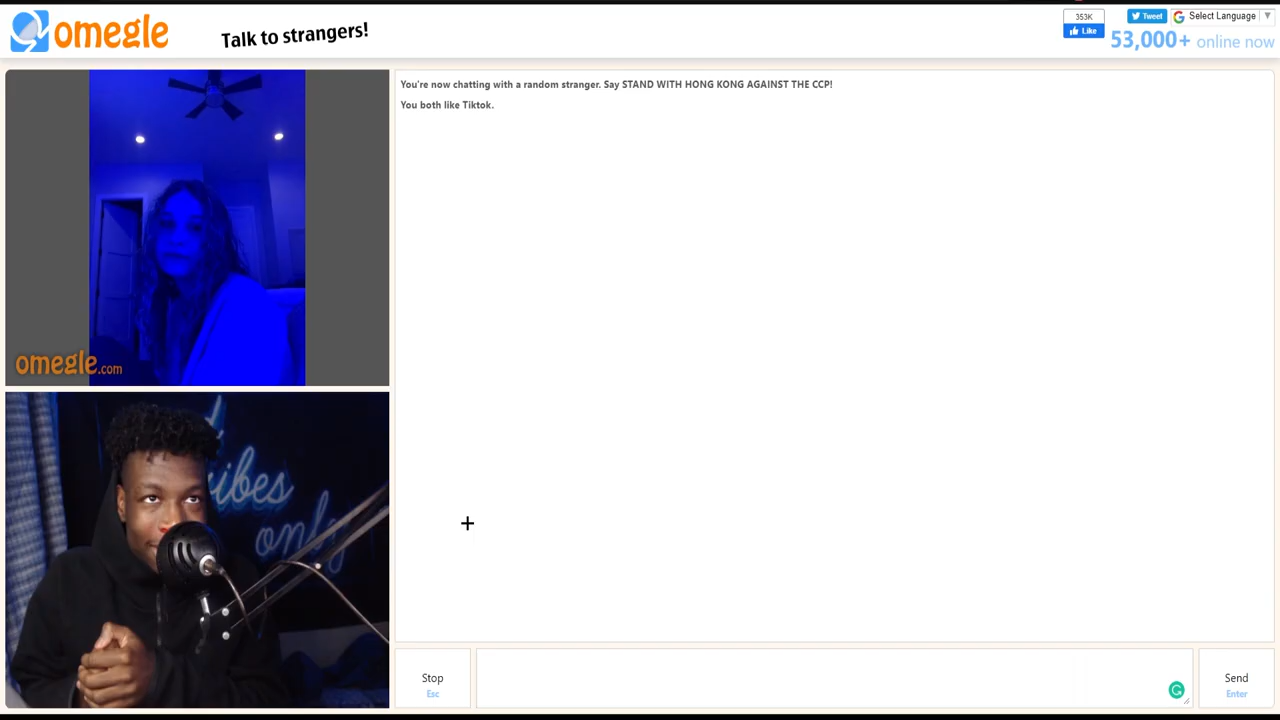 omegle
Talk to strangers!
353K
Like
Tweet
Select Language
53,000+ online now
You're now chatting with a random stranger. Say STAND WITH HONG KONG AGAINST THE CCP!
You both like Tiktok.
omegle.com
vibes
only
Stop
Esc
Send
Enter